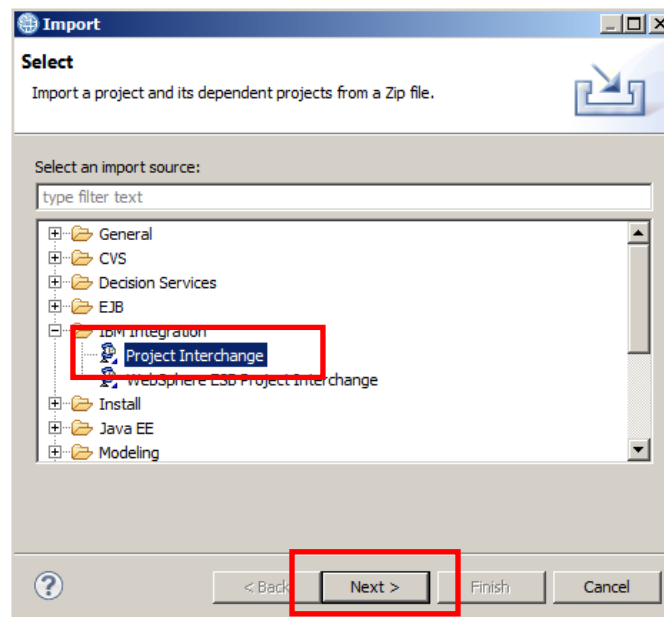 Import
Select
Import a project and its dependent projects from a Zip file.
Select an import source:
type filter text
General
CVS
Decision Services
EJB
IBM Integration
Project Interchange
WebSphere ESB Project Interchange
Install
Java EE
Modeling
? < Back Next > Finish Cancel